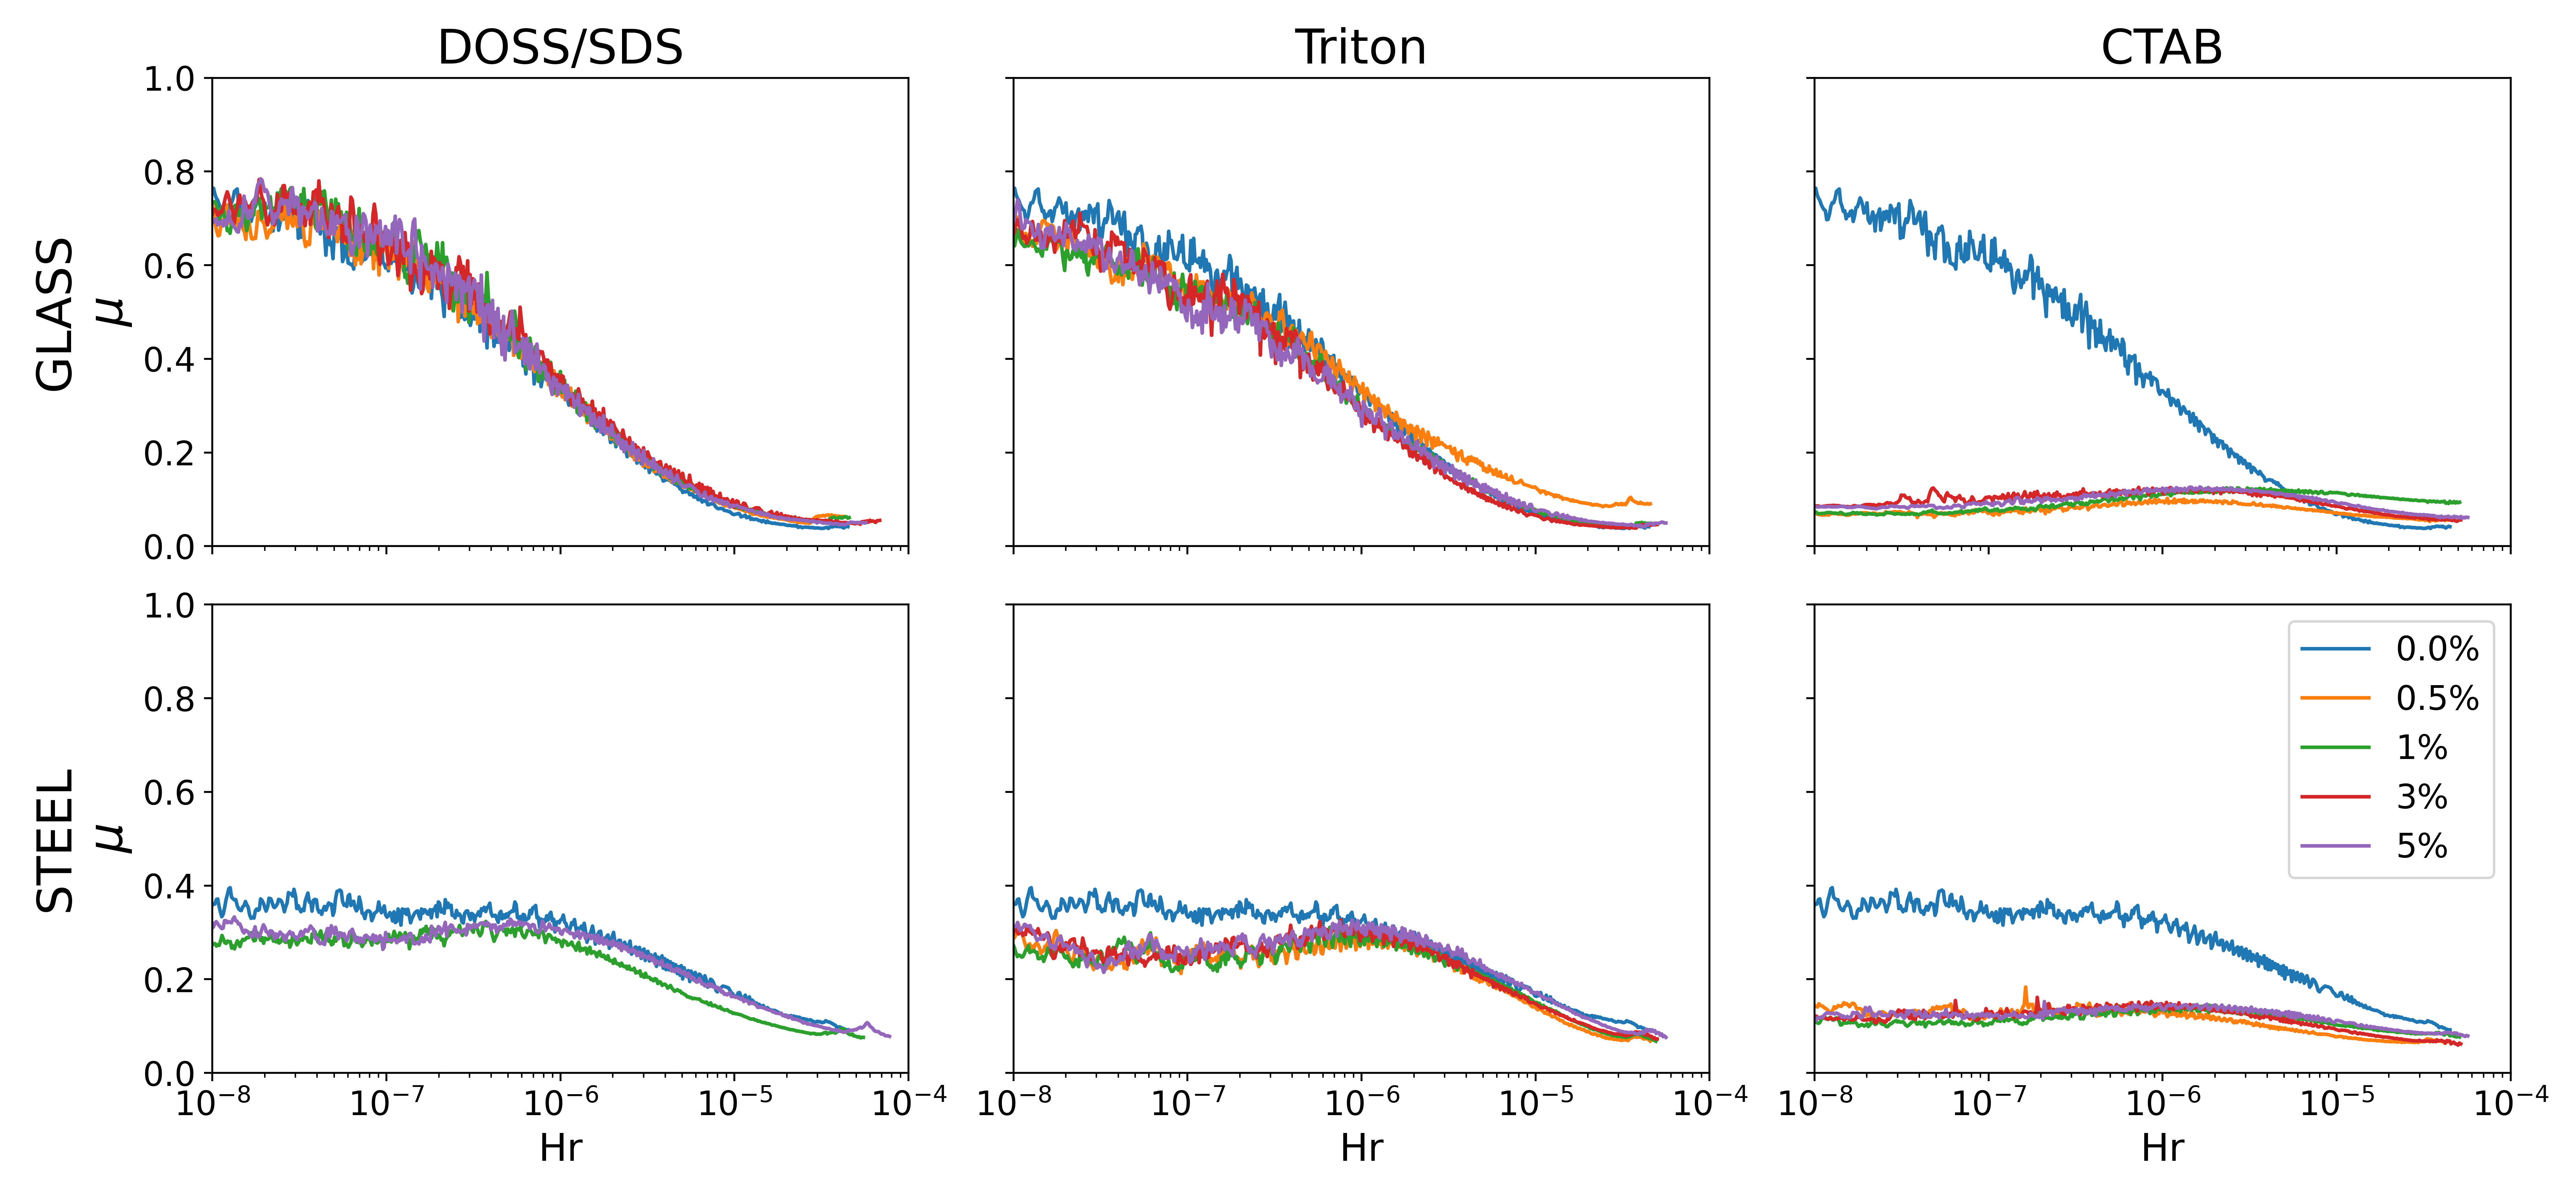 DOSS/SDS Triton CTAB
GLASS
μ
1.0
0.8
0.6
0.4
0.2
0.0
STEEL
μ
1.0
0.8
0.6
0.4
0.2
0.0
0.0%
0.5%
1%
3%
5%
10⁻⁸ 10⁻⁷ 10⁻⁶ 10⁻⁵ 10⁻⁴ 10⁻⁸ 10⁻⁷ 10⁻⁶ 10⁻⁵ 10⁻⁴ 10⁻⁸ 10⁻⁷ 10⁻⁶ 10⁻⁵ 10⁻⁴
Hr Hr Hr